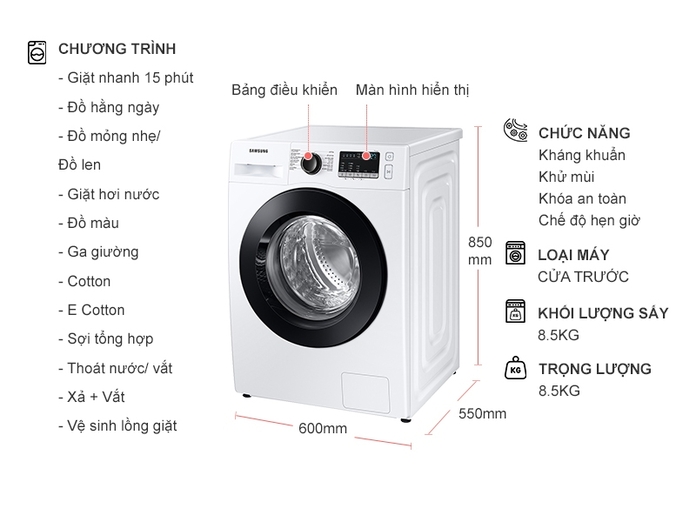 CHƯƠNG TRÌNH
- Giặt nhanh 15 phút
- Đồ hằng ngày
- Đồ mỏng nhẹ/
Đồ len
- Giặt hơi nước
- Đồ màu
- Ga giường
- Cotton
- E Cotton
- Sợi tổng hợp
- Thoát nước/ vắt
- Xả + Vắt
- Vệ sinh lồng giặt
Bảng điều khiển
Màn hình hiển thị
SAMSUNG
850
mm
550mm
600mm
CHỨC NĂNG
Kháng khuẩn
Khử mùi
Khóa an toàn
Chế độ hẹn giờ
LOẠI MÁY
CỬA TRƯỚC
KHỐI LƯỢNG SẤY
8.5KG
KG
TRỌNG LƯỢNG
8.5KG